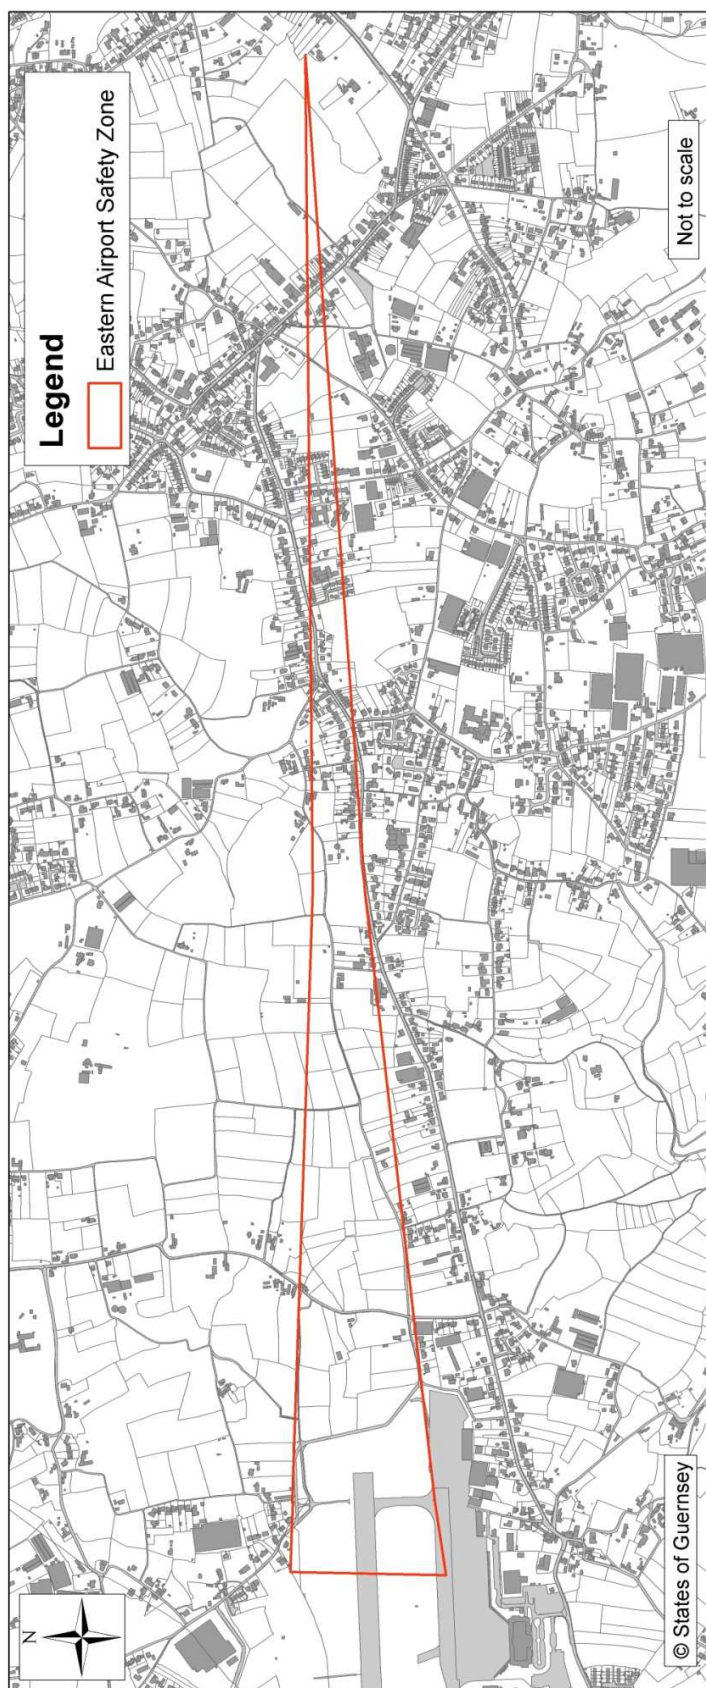 Legend
Eastern Airport Safety Zone
N
© States of Guernsey
Not to scale